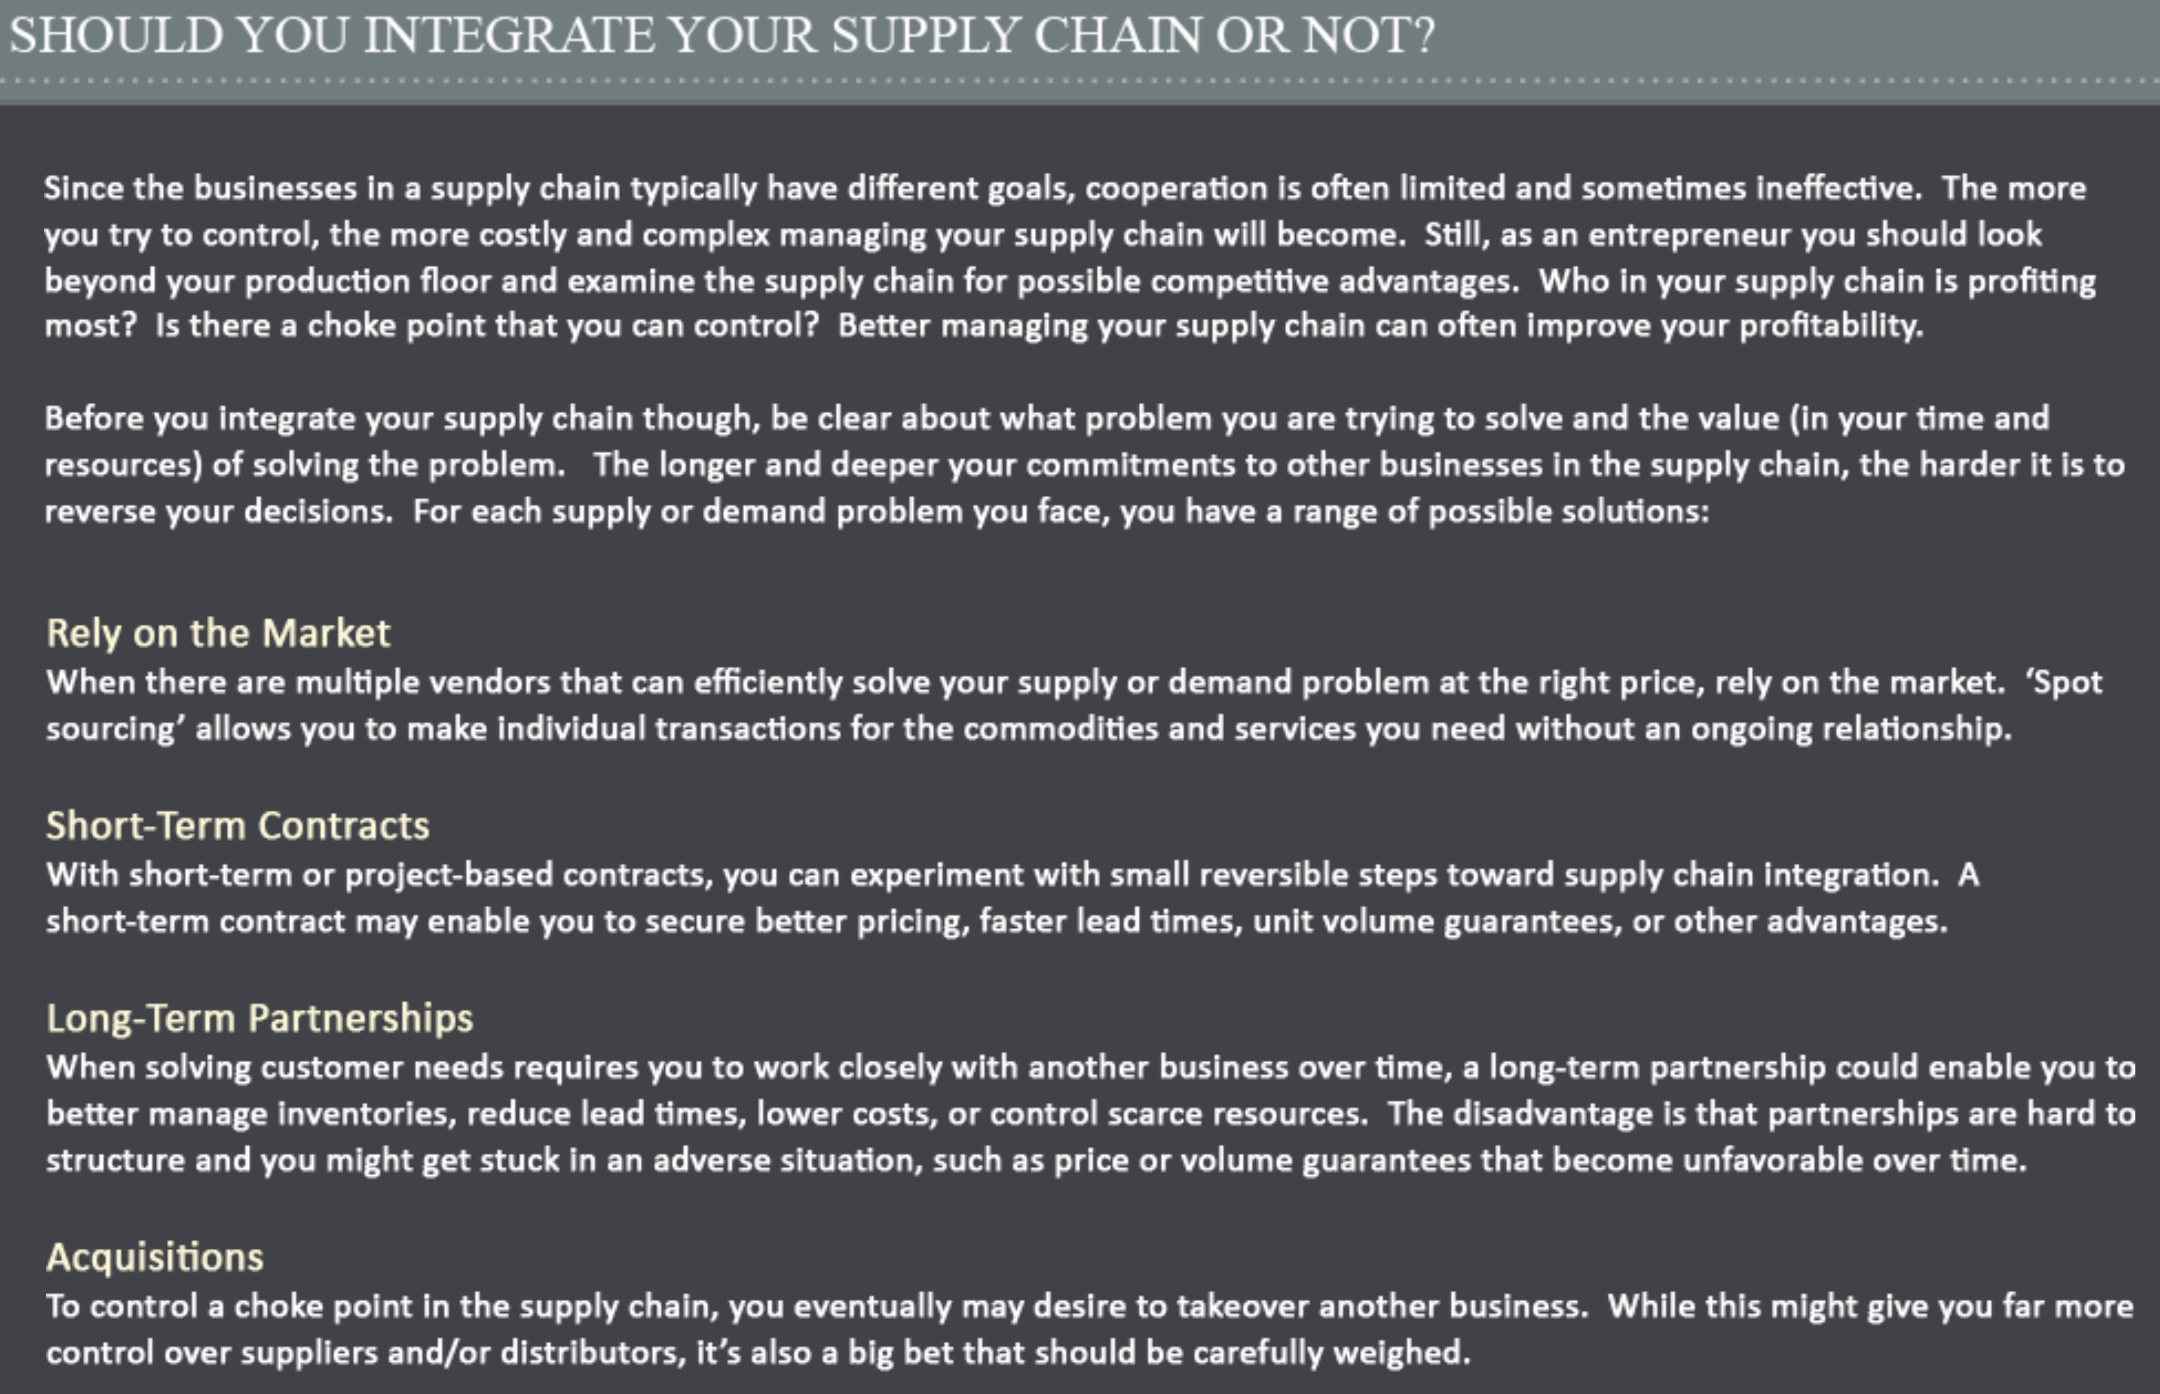 SHOULD YOU INTEGRATE YOUR SUPPLY CHAIN OR NOT?
Since the businesses in a supply chain typically have different goals, cooperation is often limited and sometimes ineffective.  The more
you try to control, the more costly and complex managing your supply chain will become.  Still, as an entrepreneur you should look
beyond your production floor and examine the supply chain for possible competitive advantages.  Who in your supply chain is profiting
most?  Is there a choke point that you can control?  Better managing your supply chain can often improve your profitability.
Before you integrate your supply chain though, be clear about what problem you are trying to solve and the value (in your time and
resources) of solving the problem.   The longer and deeper your commitments to other businesses in the supply chain, the harder it is to
reverse your decisions.  For each supply or demand problem you face, you have a range of possible solutions:
Rely on the Market
When there are multiple vendors that can efficiently solve your supply or demand problem at the right price, rely on the market.  ‘Spot
sourcing’ allows you to make individual transactions for the commodities and services you need without an ongoing relationship.
Short-Term Contracts
With short-term or project-based contracts, you can experiment with small reversible steps toward supply chain integration.  A
short-term contract may enable you to secure better pricing, faster lead times, unit volume guarantees, or other advantages.
Long-Term Partnerships
When solving customer needs requires you to work closely with another business over time, a long-term partnership could enable you to
better manage inventories, reduce lead times, lower costs, or control scarce resources.  The disadvantage is that partnerships are hard to
structure and you might get stuck in an adverse situation, such as price or volume guarantees that become unfavorable over time.
Acquisitions
To control a choke point in the supply chain, you eventually may desire to takeover another business.  While this might give you far more
control over suppliers and/or distributors, it’s also a big bet that should be carefully weighed.